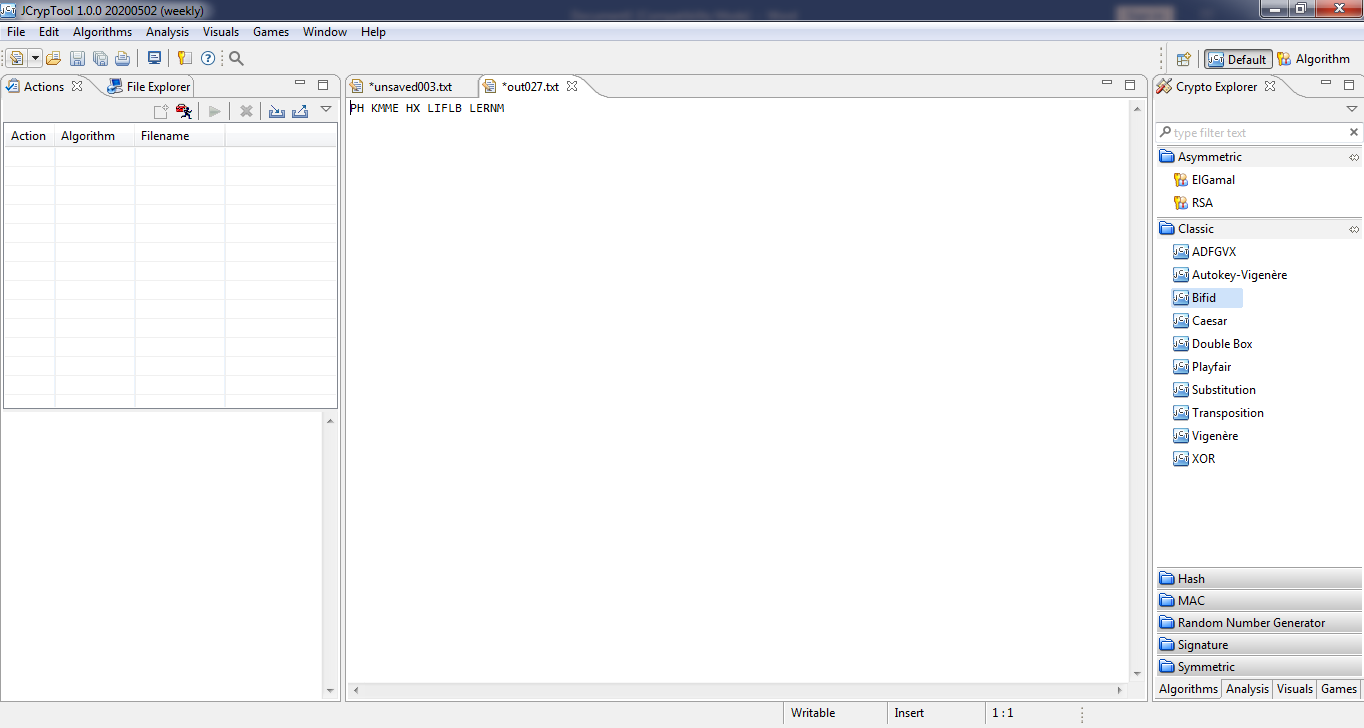 JCrypTool 1.0.0 20200502 (weekly)
File Edit Algorithms Analysis Visuals Games Window Help
Default Algorithm
Actions File Explorer
Action Algorithm Filename
*unsaved003.txt *out027.txt
PH KMME HX LIFLB LERNM
Crypto Explorer
type filter text
Asymmetric
ElGamal
RSA
Classic
ADFGVX
Autokey-Vigenère
Bifid
Caesar
Double Box
Playfair
Substitution
Transposition
Vigenère
XOR
Hash
MAC
Random Number Generator
Signature
Symmetric
Algorithms Analysis Visuals Games
Writable Insert 1 : 1